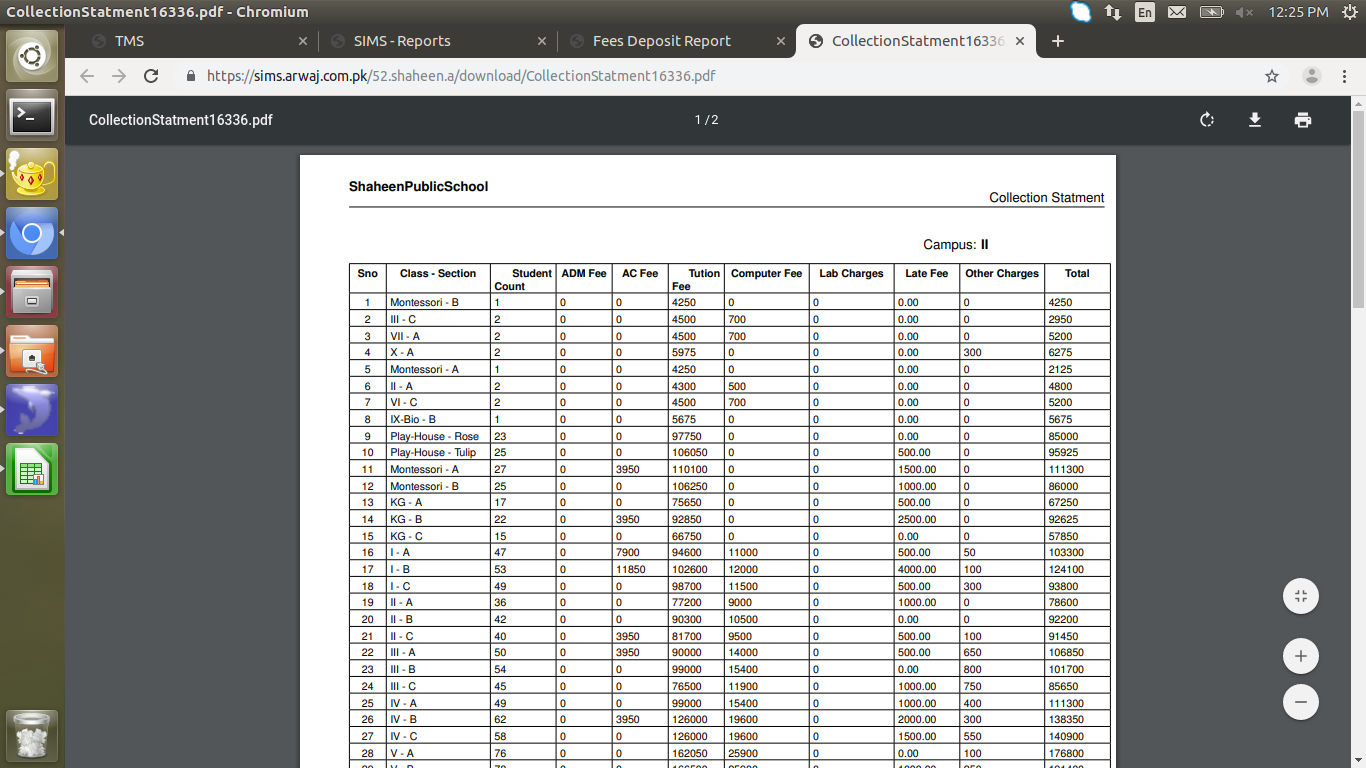 CollectionStatment16336.pdf - Chromium
En
12:25 PM
TMS
SIMS - Reports
Fees Deposit Report
CollectionStatment16336
https://sims.arwaj.com.pk/52.shaheen.a/download/CollectionStatment16336.pdf
CollectionStatment16336.pdf
1 / 2
ShaheenPublicSchool
Collection Statment
Campus: II
Sno Class - Section Student Count ADM Fee AC Fee Tution Fee Computer Fee Lab Charges Late Fee Other Charges Total
1 Montessori - B 1 0 0 4250 0 0 0.00 0 4250
2 III - C 2 0 0 4500 700 0 0.00 0 2950
3 VII - A 2 0 0 4500 700 0 0.00 0 5200
4 X - A 2 0 0 5975 0 0 0.00 300 6275
5 Montessori - A 1 0 0 4250 0 0 0.00 0 2125
6 II - A 2 0 0 4300 500 0 0.00 0 4800
7 VI - C 2 0 0 4500 700 0 0.00 0 5200
8 IX-Bio - B 1 0 0 5675 0 0 0.00 0 5675
9 Play-House - Rose 23 0 0 97750 0 0 0.00 0 85000
10 Play-House - Tulip 25 0 0 106050 0 0 500.00 0 95925
11 Montessori - A 27 0 3950 110100 0 0 1500.00 0 111300
12 Montessori - B 25 0 0 106250 0 0 1000.00 0 86000
13 KG - A 17 0 0 75650 0 0 500.00 0 67250
14 KG - B 22 0 3950 92850 0 0 2500.00 0 92625
15 KG - C 15 0 0 66750 0 0 0.00 0 57850
16 I - A 47 0 7900 94600 11000 0 500.00 50 103300
17 I - B 53 0 11850 102600 12000 0 4000.00 100 124100
18 I - C 49 0 0 98700 11500 0 500.00 300 93800
19 II - A 36 0 0 77200 9000 0 1000.00 0 78600
20 II - B 42 0 0 90300 10500 0 0.00 0 92200
21 II - C 40 0 3950 81700 9500 0 500.00 100 91450
22 III - A 50 0 3950 90000 14000 0 500.00 650 106850
23 III - B 54 0 0 99000 15400 0 0.00 800 101700
24 III - C 45 0 0 76500 11900 0 1000.00 750 85650
25 IV - A 49 0 0 99000 15400 0 1000.00 400 111300
26 IV - B 62 0 3950 126000 19600 0 2000.00 300 138350
27 IV - C 58 0 0 126000 19600 0 1500.00 550 140900
28 V - A 76 0 0 162050 25900 0 0.00 100 176800